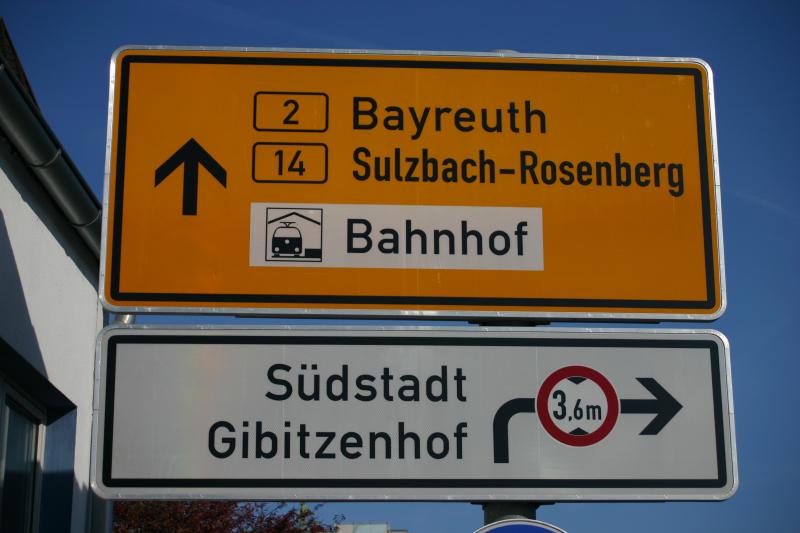 2 Bayreuth
14 Sulzbach-Rosenberg
Bahnhof
Südstadt
Gibitzenhof
3,6m